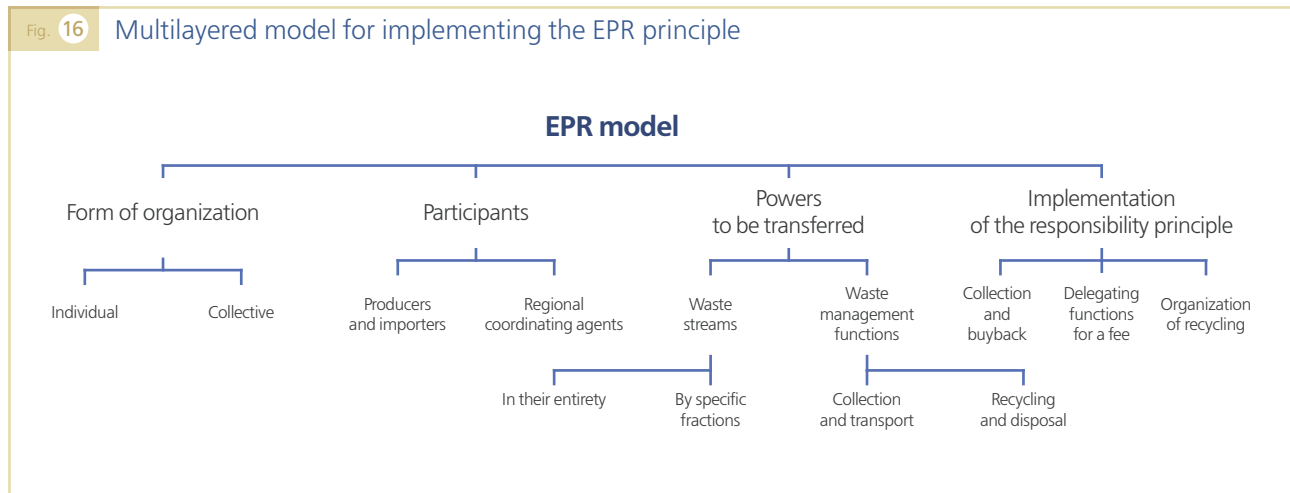 Fig. 16
Multilayered model for implementing the EPR principle
EPR model
Form of organization
Participants
Powers
to be transferred
Implementation
of the responsibility principle
Individual
Collective
Producers
and importers
Regional
coordinating agents
Waste
streams
Waste
management
functions
Collection
and
buyback
Delegating
functions
for a fee
Organization
of recycling
In their entirety
By specific
fractions
Collection
and transport
Recycling
and disposal